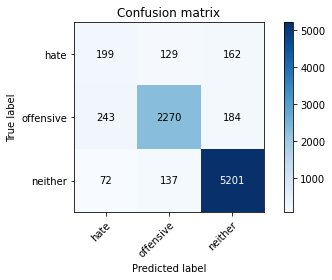 Confusion matrix
hate 199 129 162
offensive 243 2270 184
neither 72 137 5201
hate offensive neither
True label
Predicted label
5000
4000
3000
2000
1000